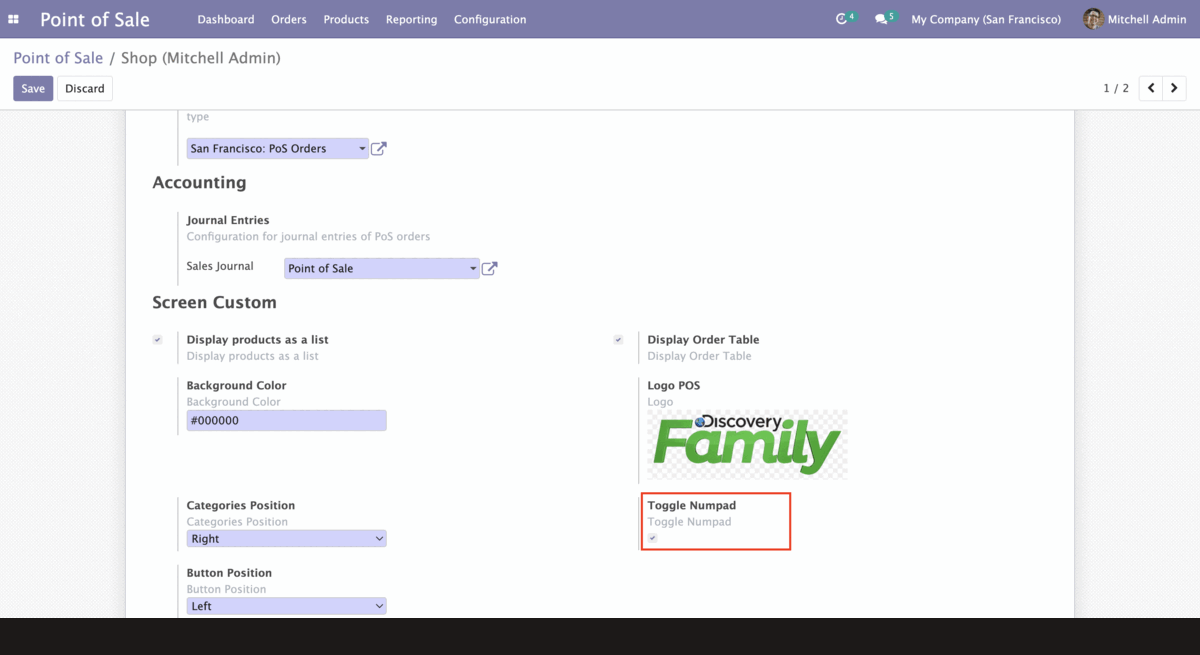 Point of Sale
Dashboard
Orders
Products
Reporting
Configuration
4
5
My Company (San Francisco)
Mitchell Admin
Point of Sale / Shop (Mitchell Admin)
Save
Discard
1 / 2
type
San Francisco: PoS Orders
Accounting
Journal Entries
Configuration for journal entries of PoS orders
Sales Journal
Point of Sale
Screen Custom
Display products as a list
Display products as a list
Display Order Table
Display Order Table
Background Color
Background Color
#000000
Logo POS
Logo
Discovery
Family
Categories Position
Categories Position
Right
Toggle Numpad
Toggle Numpad
Button Position
Button Position
Left